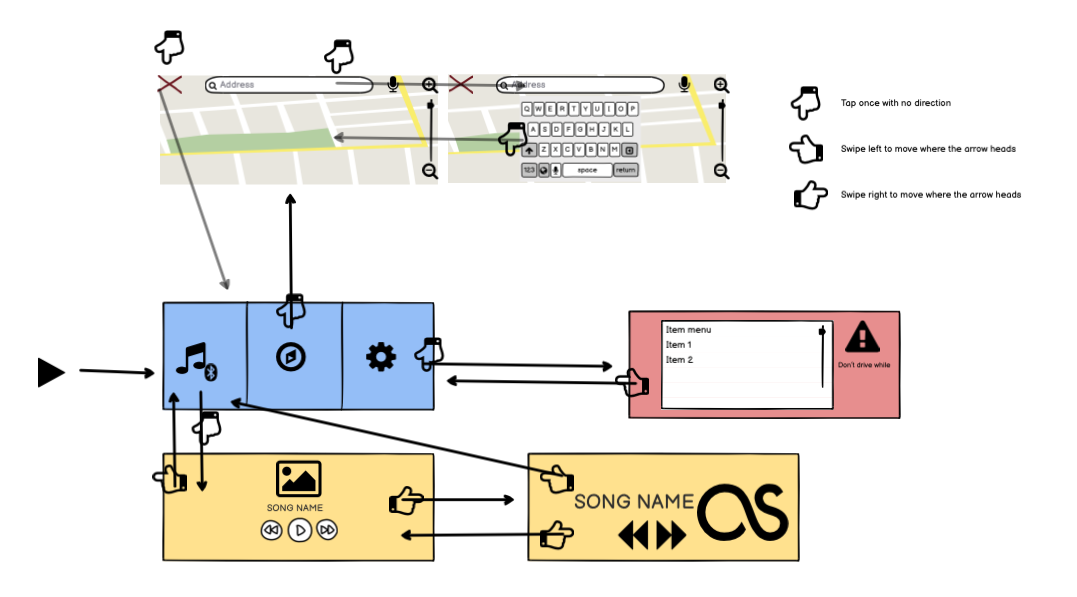 Address
Address
Q W E R T Y U I O P
A S D F G H J K L
Z X C V B N M
123 space return
Tap once with no direction
Swipe left to move where the arrow heads
Swipe right to move where the arrow heads
Item menu
Item 1
Item 2
Don't drive while
SONG NAME
SONG NAME